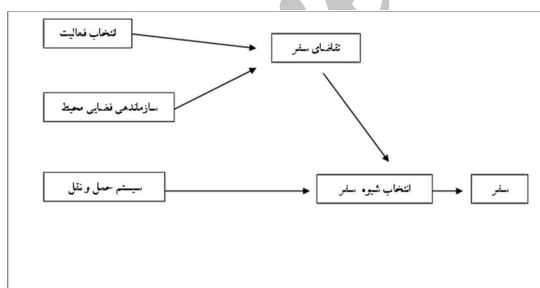 انتخاب فعالیت
تقاضای سفر
سازماندهی فضایی محیط
سیستم حمل و نقل
انتخاب شیوه سفر
سفر